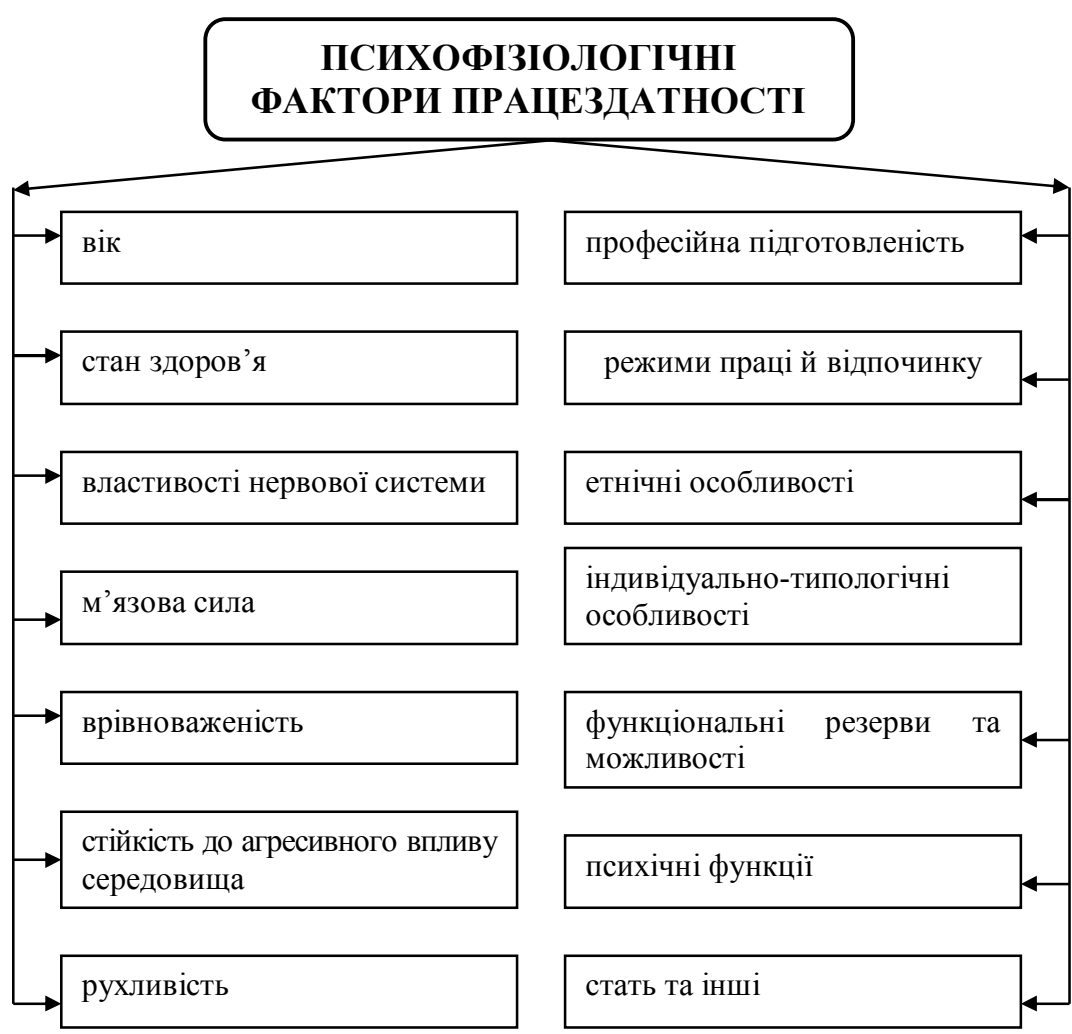 ПСИХОФІЗІОЛОГІЧНІ
ФАКТОРИ ПРАЦЕЗДАТНОСТІ
вік
професійна підготовленість
стан здоров’я
режими праці й відпочинку
властивості нервової системи
етнічні особливості
м’язова сила
індивідуально-типологічні
особливості
врівноваженість
функціональні резерви та
можливості
стійкість до агресивного впливу
середовища
психічні функції
рухливість
стать та інші